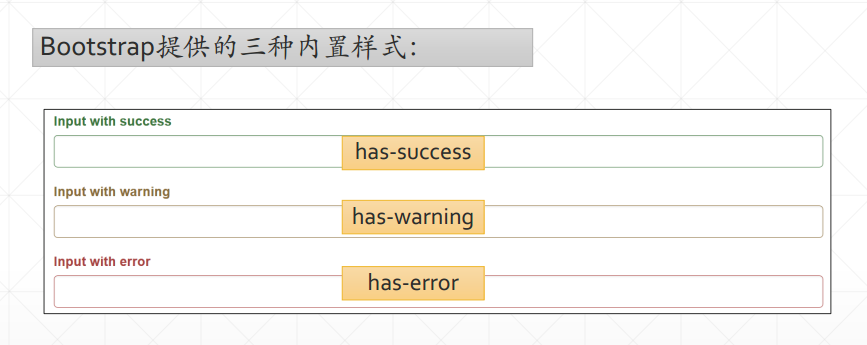 Bootstrap提供的三种内置样式:
Input with success
has-success
Input with warning
has-warning
Input with error
has-error